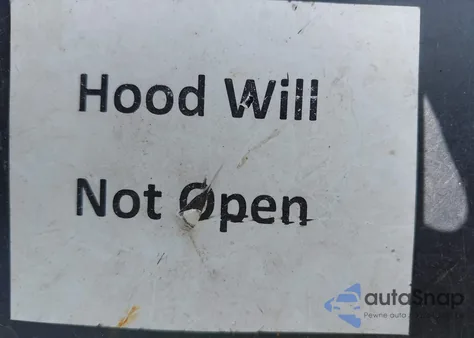 Hood Will
Not Open
autoSnap